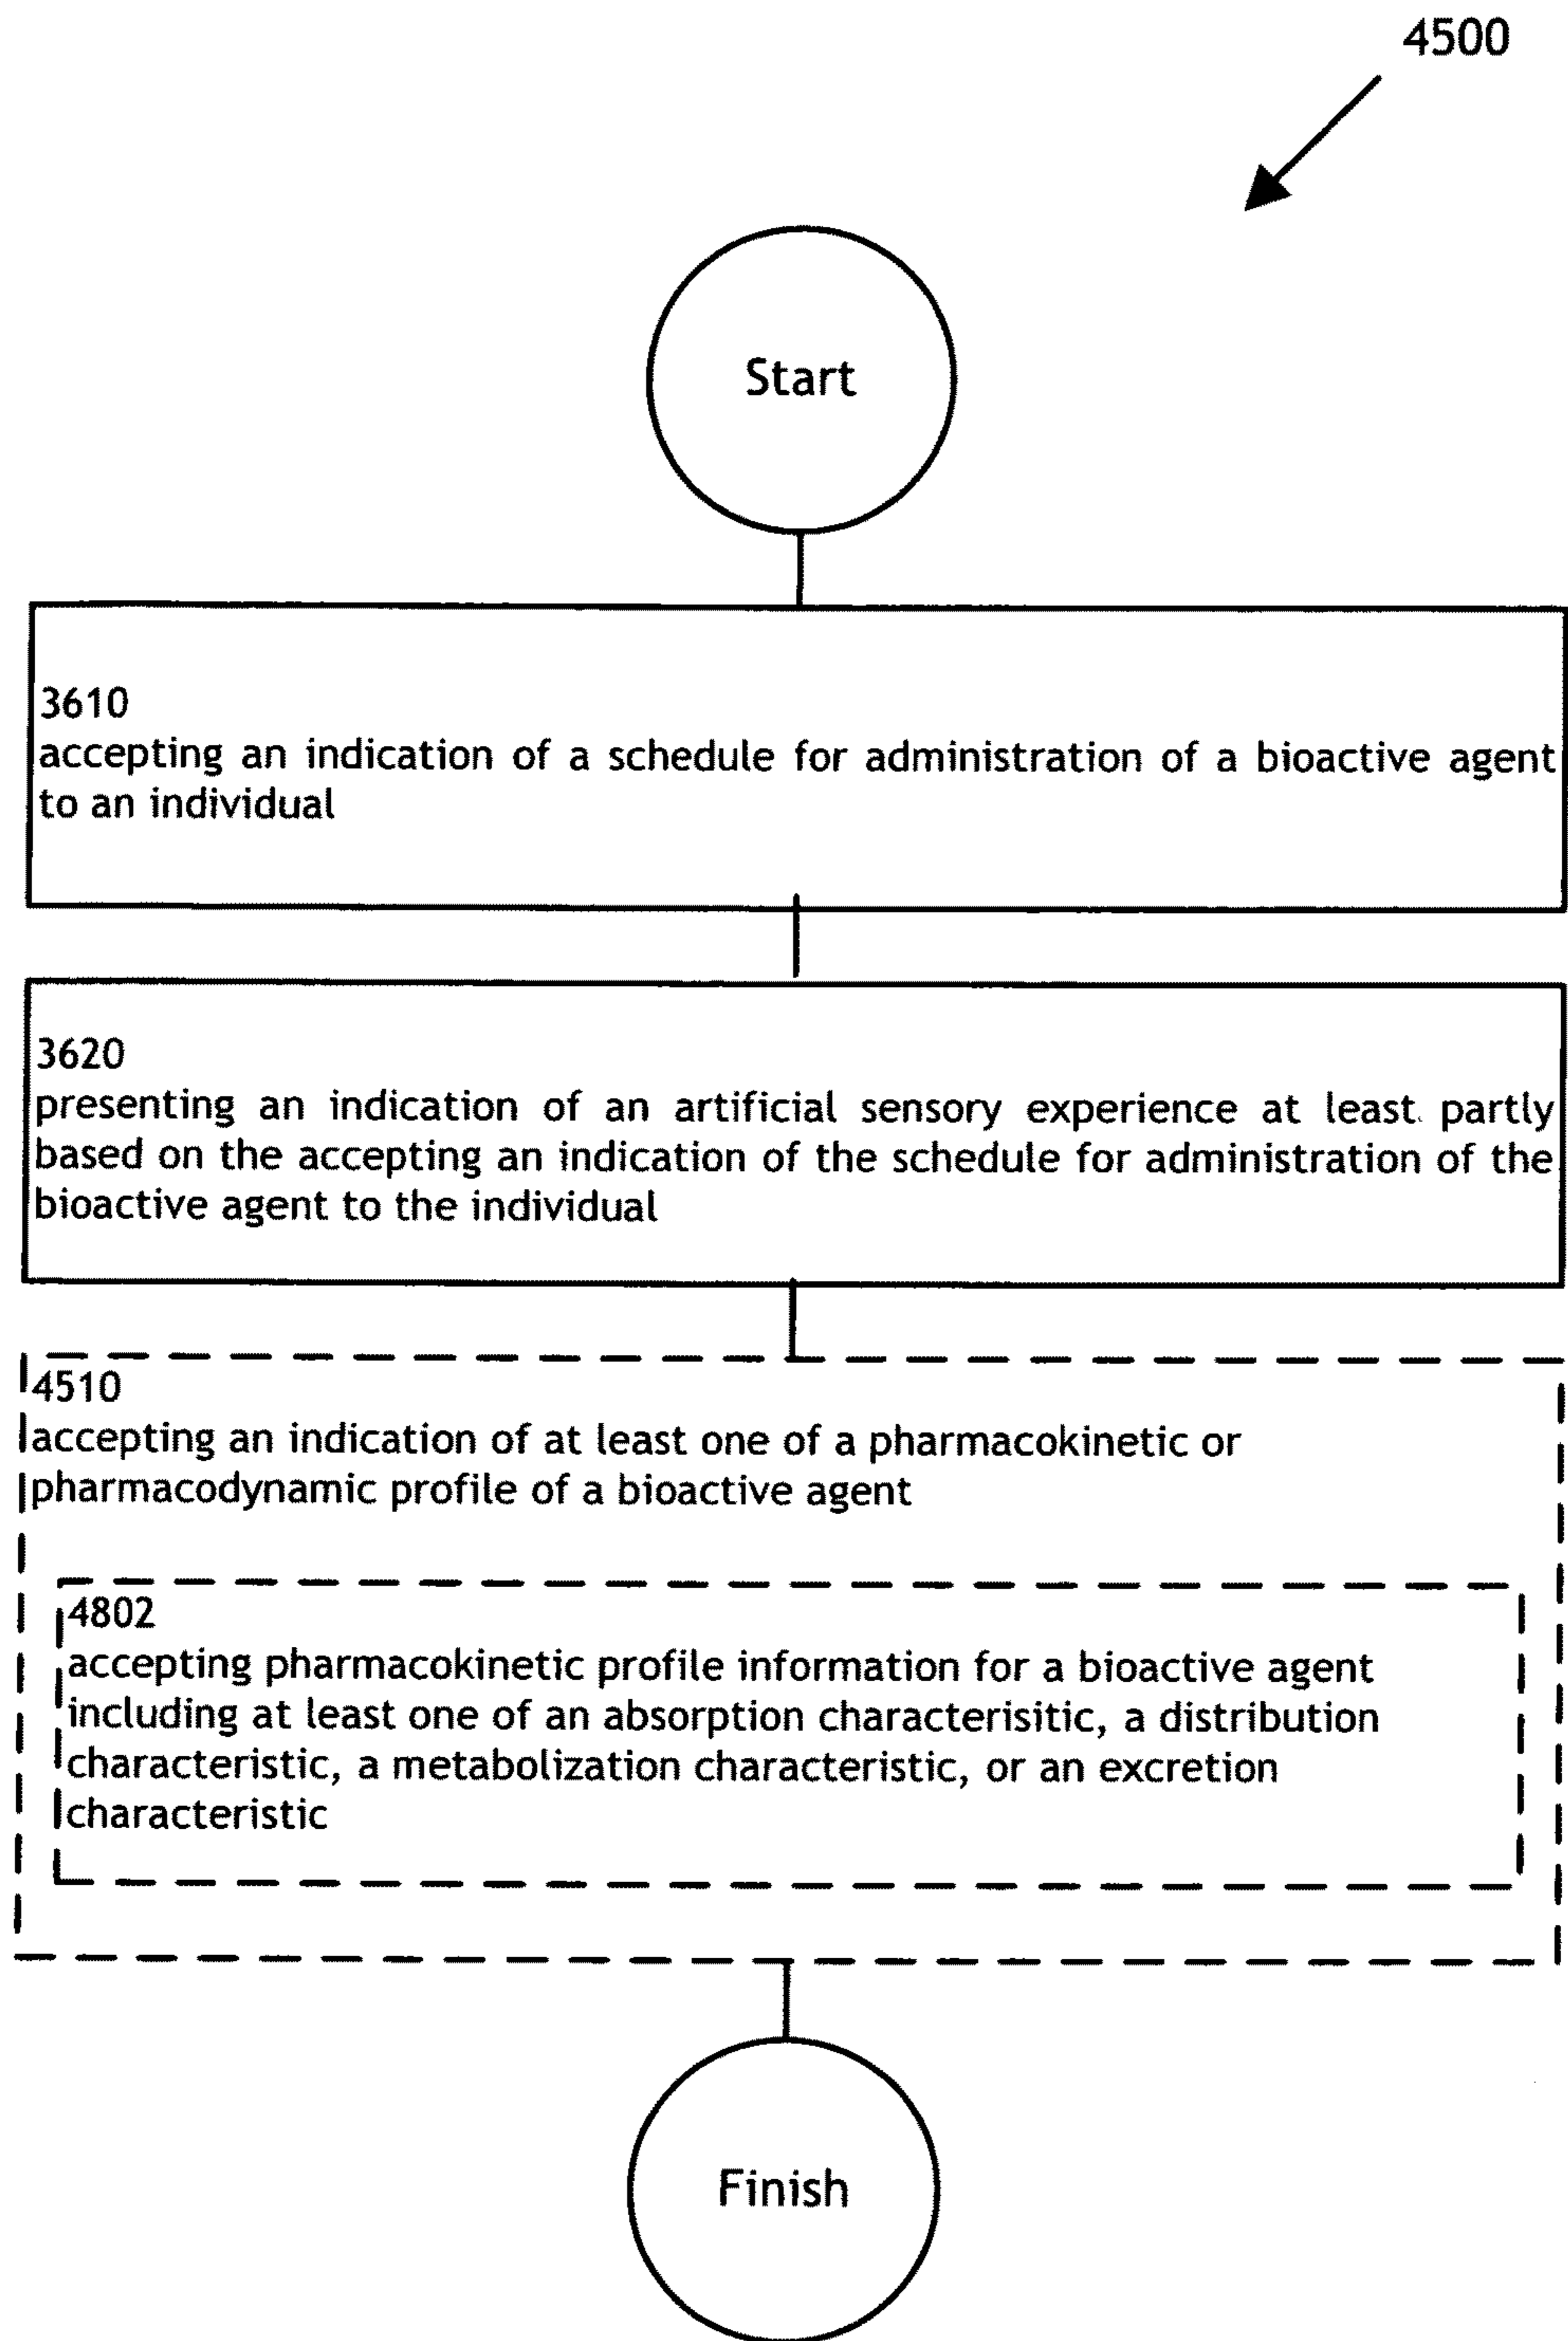 4500
Start
3610
accepting an indication of a schedule for administration of a bioactive agent
to an individual
3620
presenting an indication of an artificial sensory experience at least partly
based on the accepting an indication of the schedule for administration of the
bioactive agent to the individual
4510
accepting an indication of at least one of a pharmacokinetic or
pharmacodynamic profile of a bioactive agent
4802
accepting pharmacokinetic profile information for a bioactive agent
including at least one of an absorption characterisitic, a distribution
characteristic, a metabolization characteristic, or an excretion
characteristic
Finish